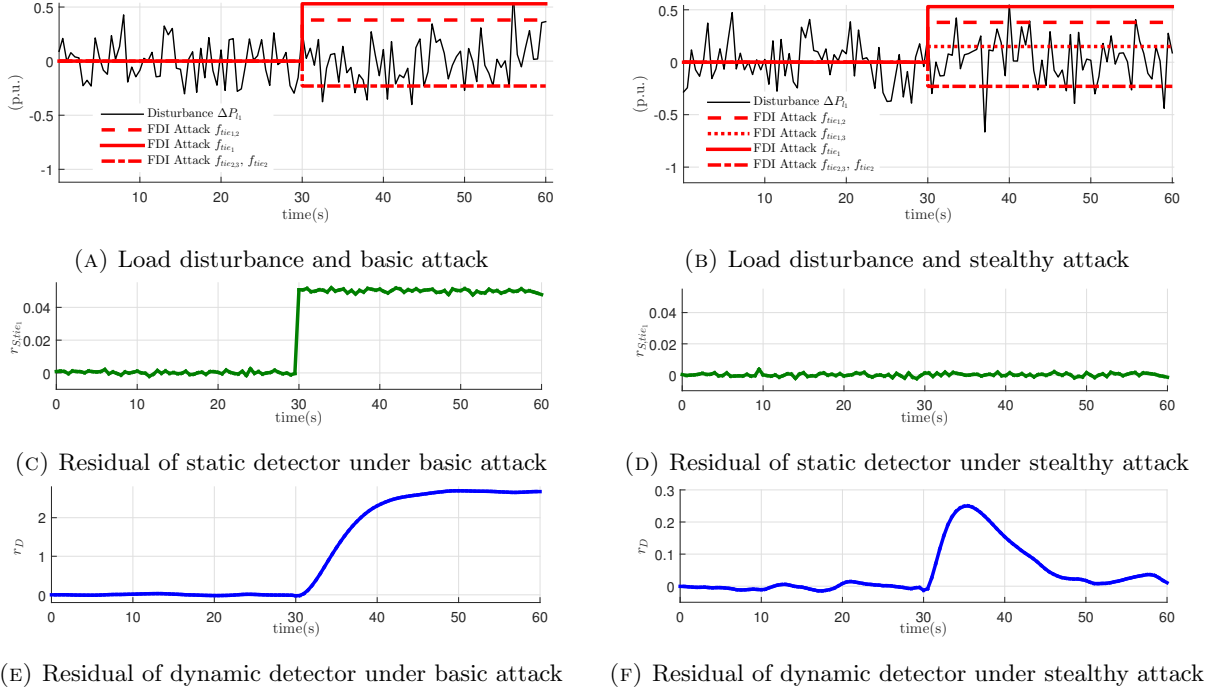 0.5
0
-0.5
-1
(p.u.)
Disturbance ΔP_{l_1}
FDI Attack f_{tie_{1,2}}
FDI Attack f_{tie_1}
FDI Attack f_{tie_{2,3}}, f_{tie_2}
10 20 30 40 50 60
time(s)
(A) Load disturbance and basic attack
0.5
0
-0.5
-1
(p.u.)
Disturbance ΔP_{l_1}
FDI Attack f_{tie_{1,2}}
FDI Attack f_{tie_{1,3}}
FDI Attack f_{tie_1}
FDI Attack f_{tie_{2,3}}, f_{tie_2}
10 20 30 40 50 60
time(s)
(B) Load disturbance and stealthy attack
0.04
0.02
0
r_{S,tie_1}
0 10 20 30 40 50 60
time(s)
(C) Residual of static detector under basic attack
0.04
0.02
0
r_{S,tie_1}
0 10 20 30 40 50 60
time(s)
(D) Residual of static detector under stealthy attack
2
1
0
r_D
0 10 20 30 40 50 60
time(s)
(E) Residual of dynamic detector under basic attack
0.3
0.2
0.1
0
r_D
0 10 20 30 40 50 60
time(s)
(F) Residual of dynamic detector under stealthy attack